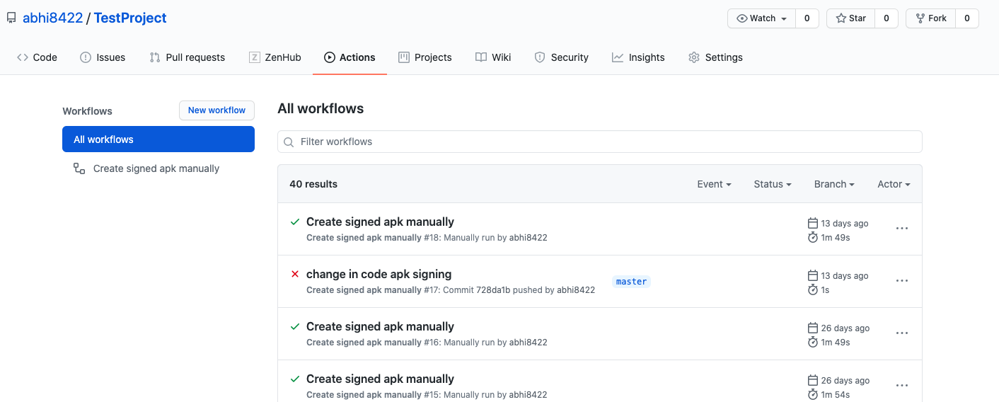 abhi8422 / TestProject
Watch 0 Star 0 Fork 0
Code Issues Pull requests Z ZenHub Actions Projects Wiki Security Insights Settings
Workflows New workflow
All workflows
Create signed apk manually
All workflows
Filter workflows
40 results Event Status Branch Actor
Create signed apk manually
Create signed apk manually #18: Manually run by abhi8422
13 days ago
1m 49s
change in code apk signing
Create signed apk manually #17: Commit 728da1b pushed by abhi8422
master
13 days ago
1s
Create signed apk manually
Create signed apk manually #16: Manually run by abhi8422
26 days ago
1m 49s
Create signed apk manually
Create signed apk manually #15: Manually run by abhi8422
26 days ago
1m 54s